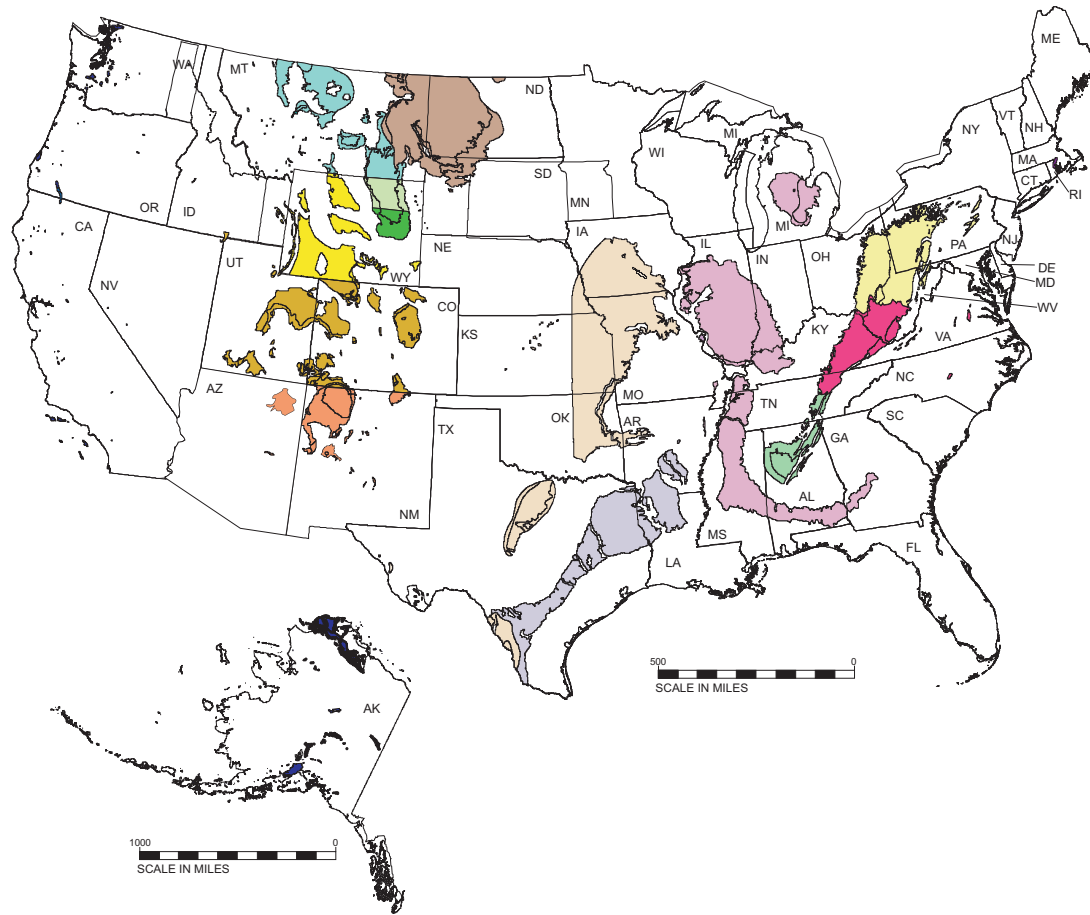 ME
WA
MT
ND
VT
NY
NH
MI
WI
MA
SD
CT
RI
OR
ID
MN
CA
IA
MI
PA
NJ
NE
IL
IN
OH
UT
WY
DE
MD
NV
CO
WV
KS
KY
VA
AZ
NC
MO
TN
OK
AR
SC
TX
GA
AL
NM
MS
FL
LA
500
0
SCALE IN MILES
AK
1000
0
SCALE IN MILES